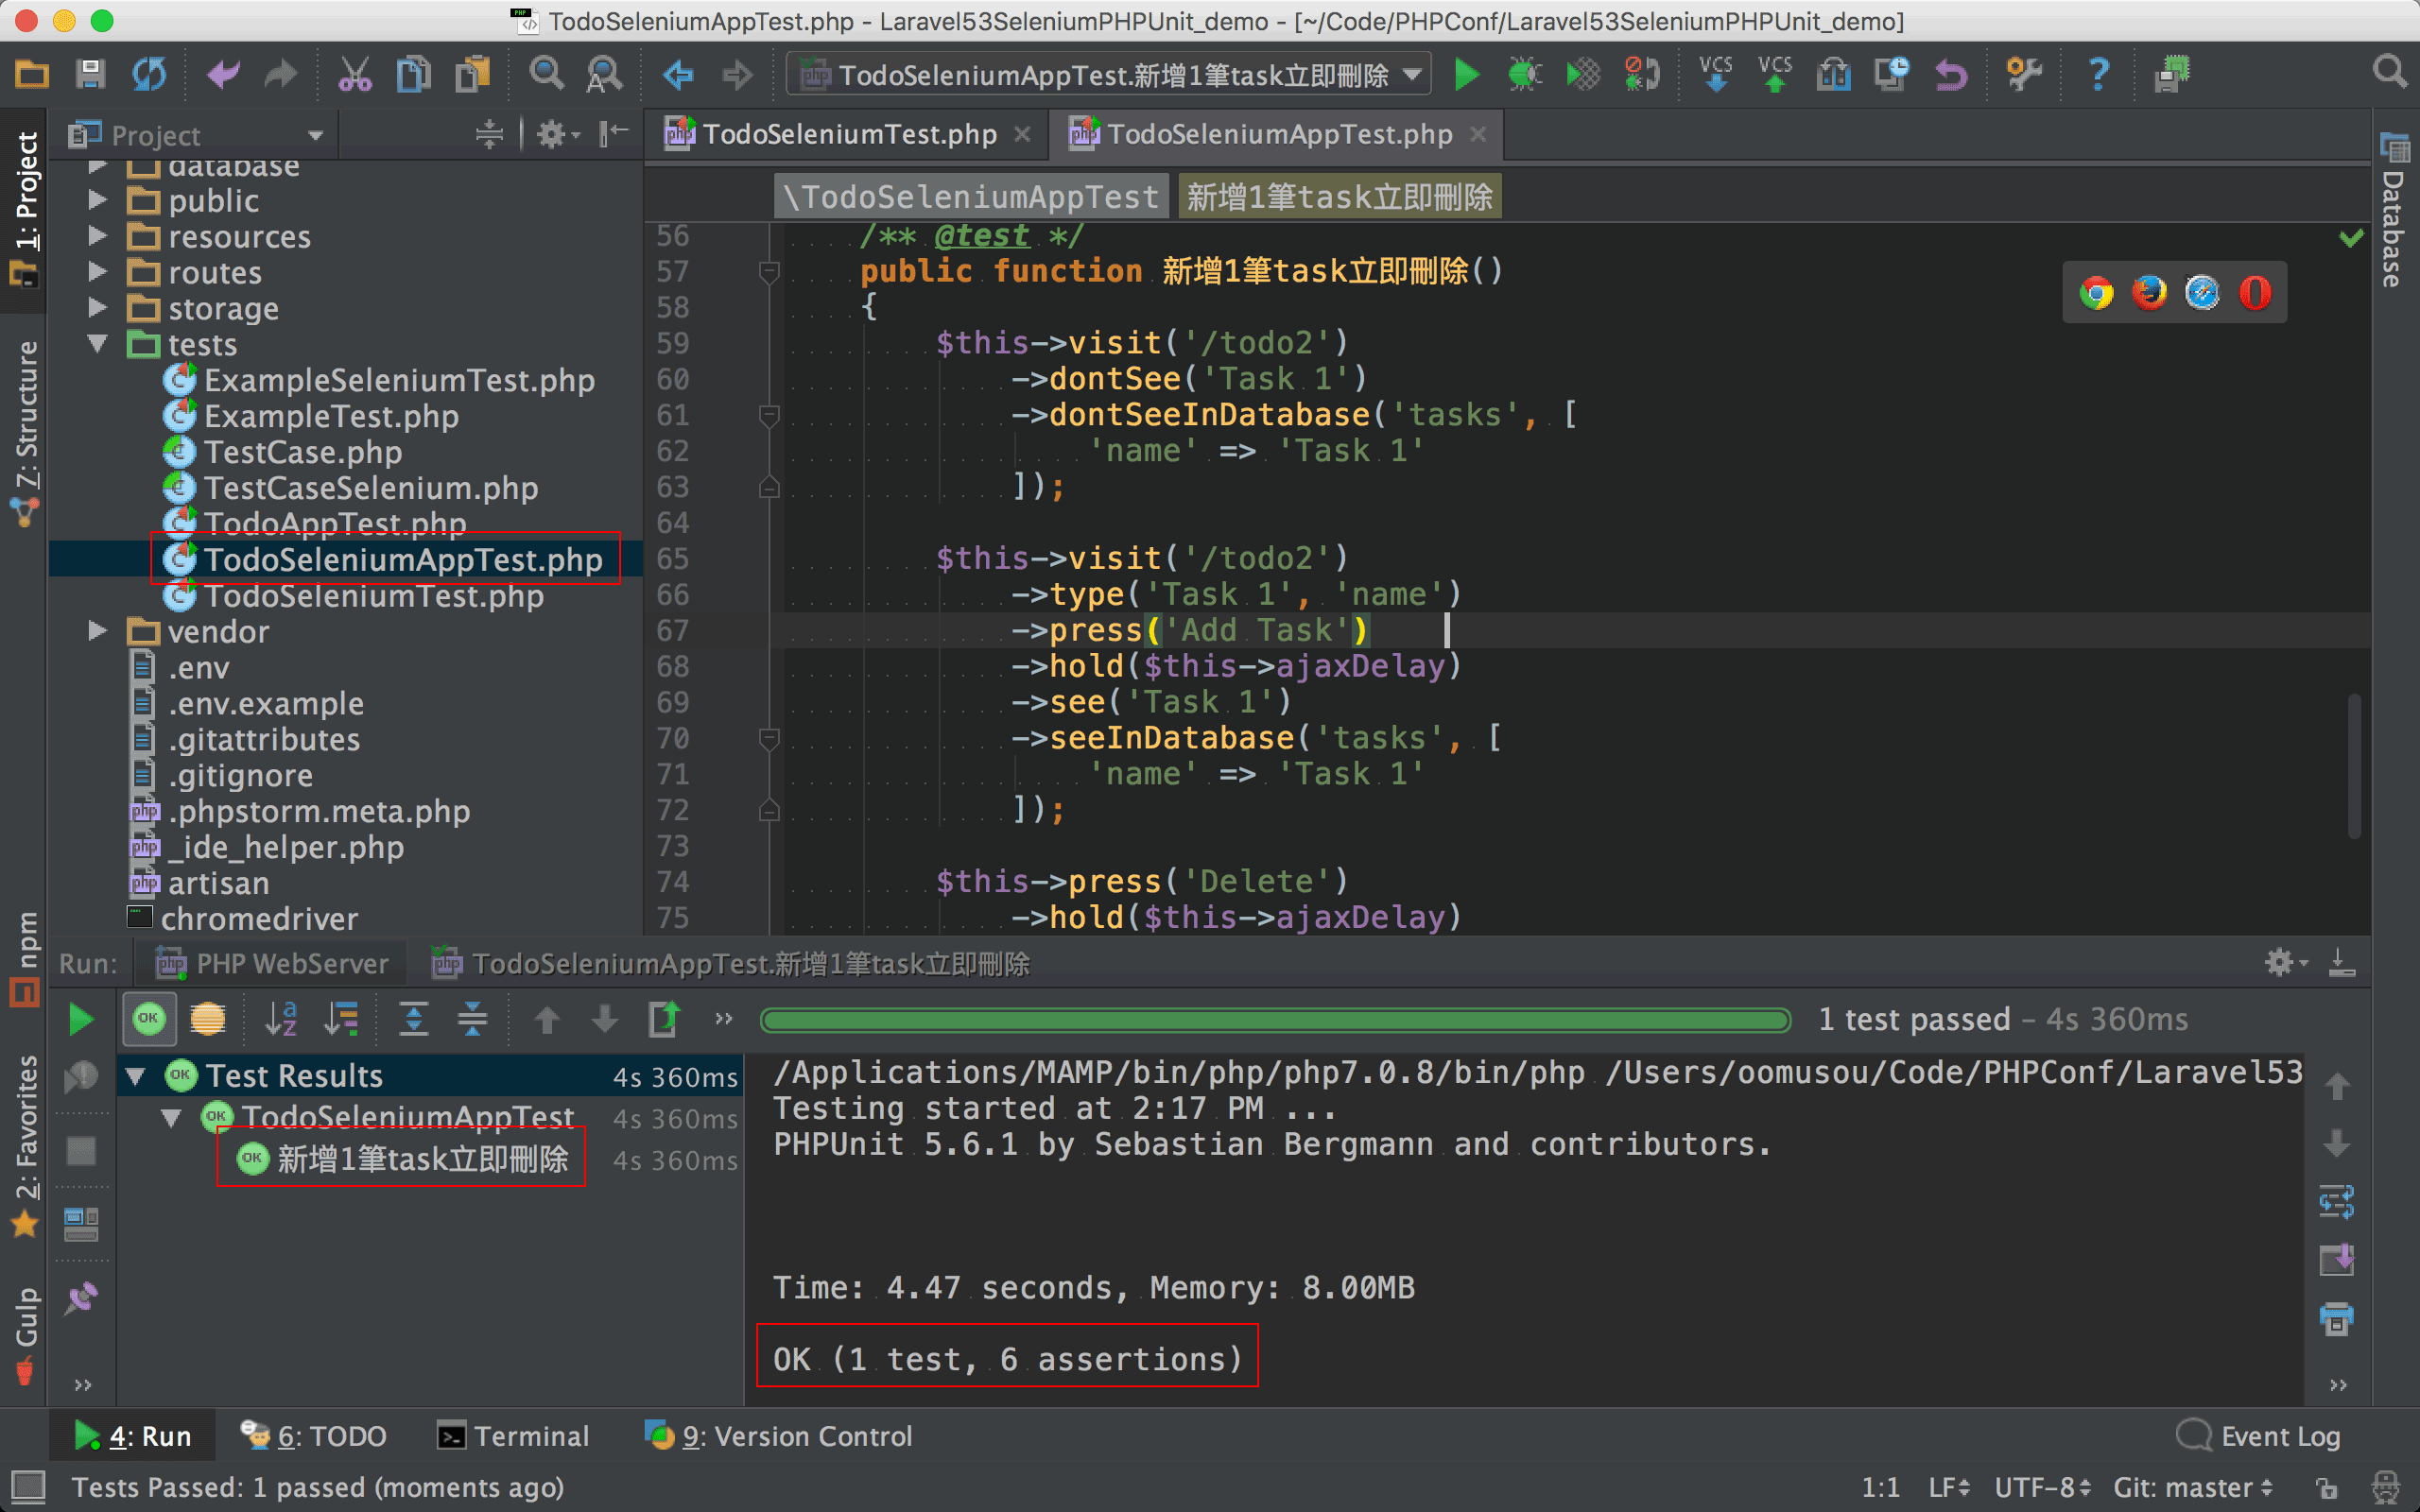 TodoSeleniumAppTest.php - Laravel53SeleniumPHPUnit_demo - [~/Code/PHPConf/Laravel53SeleniumPHPUnit_demo]
TodoSeleniumAppTest.新增1筆task立即刪除
VCS
VCS
Project
TodoSeleniumTest.php
TodoSeleniumAppTest.php
\TodoSeleniumAppTest
新增1筆task立即刪除
1: Project
7: Structure
npm
2: Favorites
Gulp
Database
database
public
resources
routes
storage
tests
ExampleSeleniumTest.php
ExampleTest.php
TestCase.php
TestCaseSelenium.php
TodoAppTest.php
TodoSeleniumAppTest.php
TodoSeleniumTest.php
vendor
.env
.env.example
.gitattributes
.gitignore
.phpstorm.meta.php
_ide_helper.php
artisan
chromedriver
56 /** @test */
57 public function 新增1筆task立即刪除()
58 {
59 $this->visit('/todo2')
60 ->dontSee('Task 1')
61 ->dontSeeInDatabase('tasks', [
62 'name' => 'Task 1'
63 ]);
64
65 $this->visit('/todo2')
66 ->type('Task 1', 'name')
67 ->press('Add Task')
68 ->hold($this->ajaxDelay)
69 ->see('Task 1')
70 ->seeInDatabase('tasks', [
71 'name' => 'Task 1'
72 ]);
73
74 $this->press('Delete')
75 ->hold($this->ajaxDelay)
Run:
PHP WebServer
TodoSeleniumAppTest.新增1筆task立即刪除
OK
1 test passed – 4s 360ms
OK Test Results 4s 360ms
OK TodoSeleniumAppTest 4s 360ms
OK 新增1筆task立即刪除 4s 360ms
/Applications/MAMP/bin/php/php7.0.8/bin/php /Users/oomusou/Code/PHPConf/Laravel53
Testing started at 2:17 PM ...
PHPUnit 5.6.1 by Sebastian Bergmann and contributors.
Time: 4.47 seconds, Memory: 8.00MB
OK (1 test, 6 assertions)
4: Run
6: TODO
Terminal
9: Version Control
Event Log
Tests Passed: 1 passed (moments ago)
1:1
LF
UTF-8
Git: master